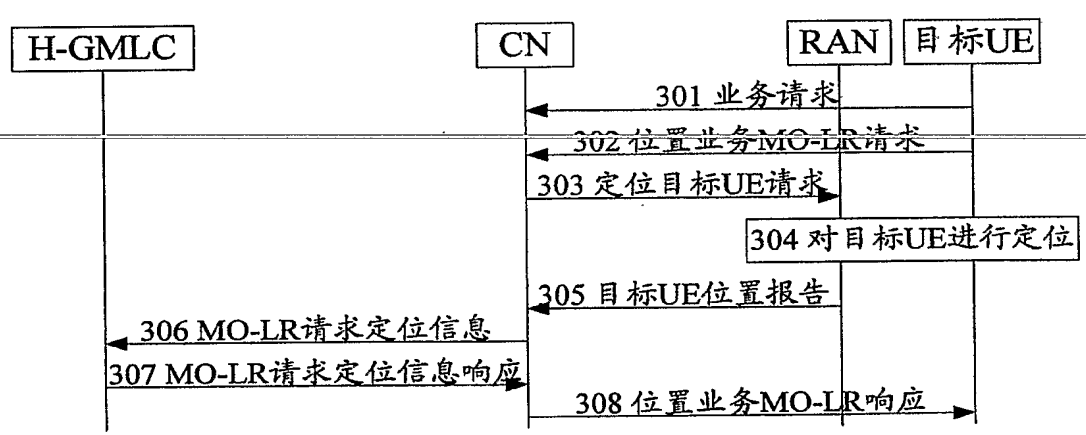 H-GMLC
CN
RAN
目标UE
301 业务请求
302 位置业务MO-LR请求
303 定位目标UE请求
304 对目标UE进行定位
305 目标UE位置报告
306 MO-LR请求定位信息
307 MO-LR请求定位信息响应
308 位置业务MO-LR响应